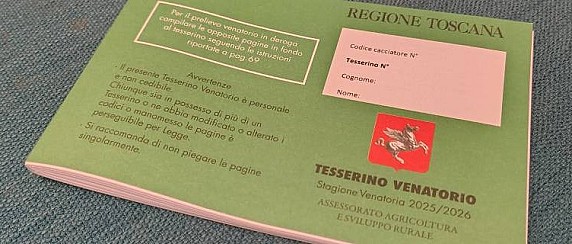 Per il prelievo venatorio in deroga
compilare le apposite pagine in fondo
al tesserino seguendo le istruzioni
riportate a pag 69
Avvertenze
- Il presente Tesserino Venatorio è personale
e non cedibile.
- Chiunque sia in possesso di più di un
Tesserino o ne abbia modificato o alterato i
codici o manomesso le pagine è
perseguibile per Legge.
- Si raccomanda di non piegare le pagine
singolarmente.
REGIONE TOSCANA
Codice cacciatore N°
Tesserino N°
Cognome:
Nome:
TESSERINO VENATORIO
Stagione Venatoria 2025/2026
ASSESSORATO AGRICOLTURA
E SVILUPPO RURALE